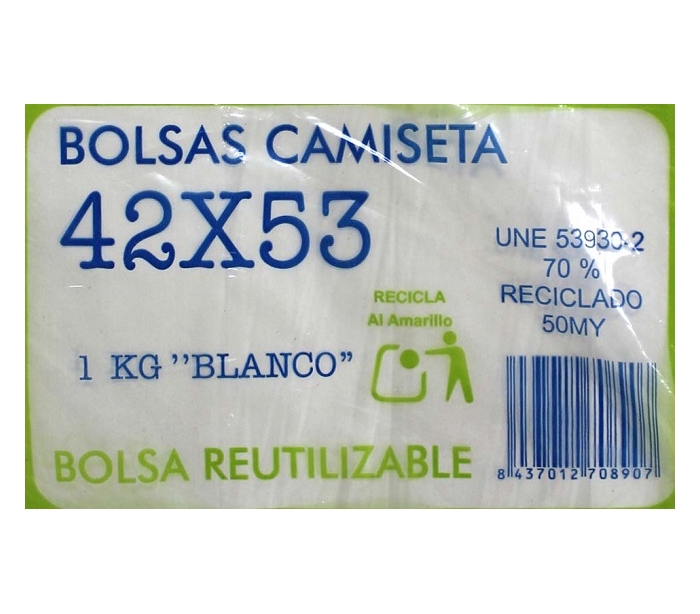 BOLSAS CAMISETA
42X53
UNE 53930-2
70 %
RECICLADO
50MY
RECICLA
Al Amarillo
1 KG ’’BLANCO”
BOLSA REUTILIZABLE
8 437012 708907